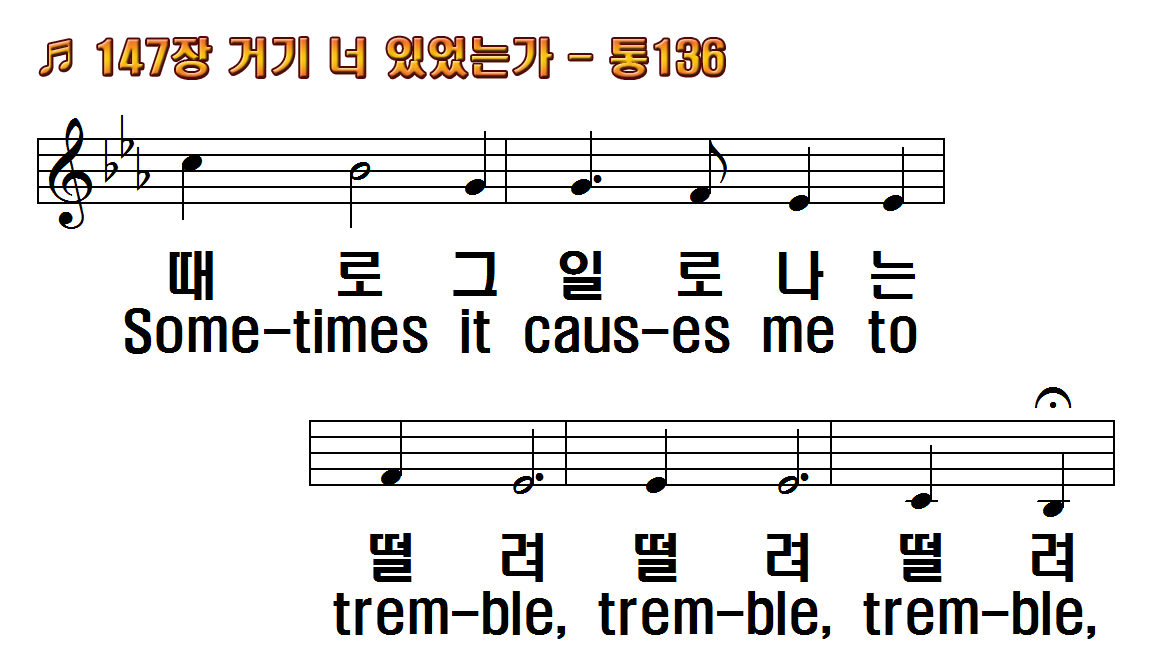 ♬ 147장 거기 너 있었는가 - 통136
때 로 그 일 로 나 는
Some-times it caus-es me to
떨 려 떨 려 떨 려
trem-ble, trem-ble, trem-ble,